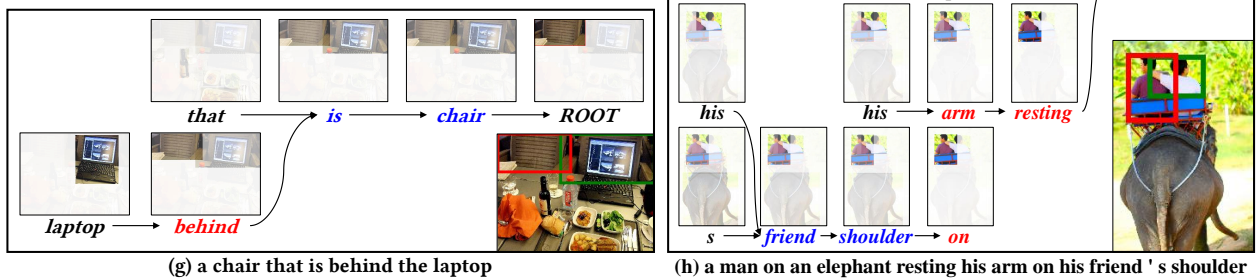 that is chair ROOT
laptop behind
(g) a chair that is behind the laptop
his his arm resting
s friend shoulder on
(h) a man on an elephant resting his arm on his friend ' s shoulder